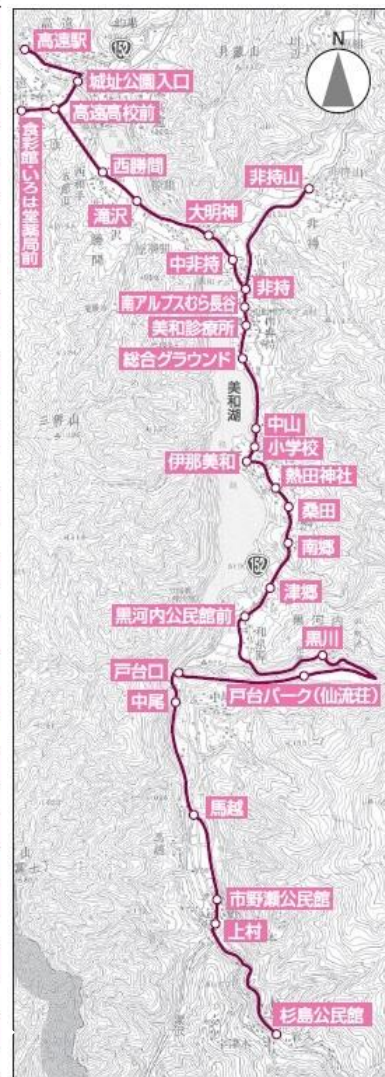 N
152
高遠駅
城址公園入口
高遠高校前
食彩館・いろは堂薬局前
西勝間
非持山
滝沢
大明神
中非持
非持
南アルプスむら長谷
美和診療所
総合グラウンド
美和湖
中山
小学校
伊那美和
熱田神社
桑田
南郷
152
津郷
黒河内公民館前
黒川
戸台口
戸台パーク(仙流荘)
中尾
馬越
市野瀬公民館
上村
杉島公民館